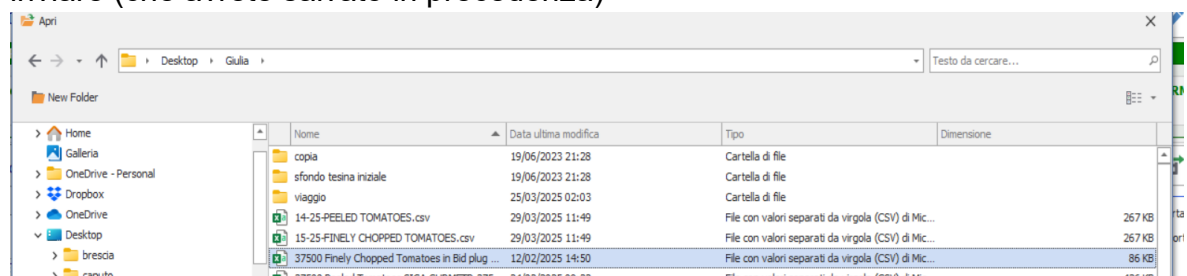 inviare (che avrete salvato in precedenza)
Apri
Desktop Giulia
Testo da cercare...
New Folder
Nome Data ultima modifica Tipo Dimensione
Home
Galleria
OneDrive - Personal
Dropbox
OneDrive
Desktop
brescia
caputo
copia 19/06/2023 21:28 Cartella di file
sfondo tesina iniziale 19/06/2023 21:28 Cartella di file
viaggio 25/03/2025 02:03 Cartella di file
14-25-PEELED TOMATOES.csv 29/03/2025 11:49 File con valori separati da virgola (CSV) di Mic... 267 KB
15-25-FINELY CHOPPED TOMATOES.csv 29/03/2025 11:49 File con valori separati da virgola (CSV) di Mic... 267 KB
37500 Finely Chopped Tomatoes in Bid plug ... 12/02/2025 14:50 File con valori separati da virgola (CSV) di Mic... 86 KB